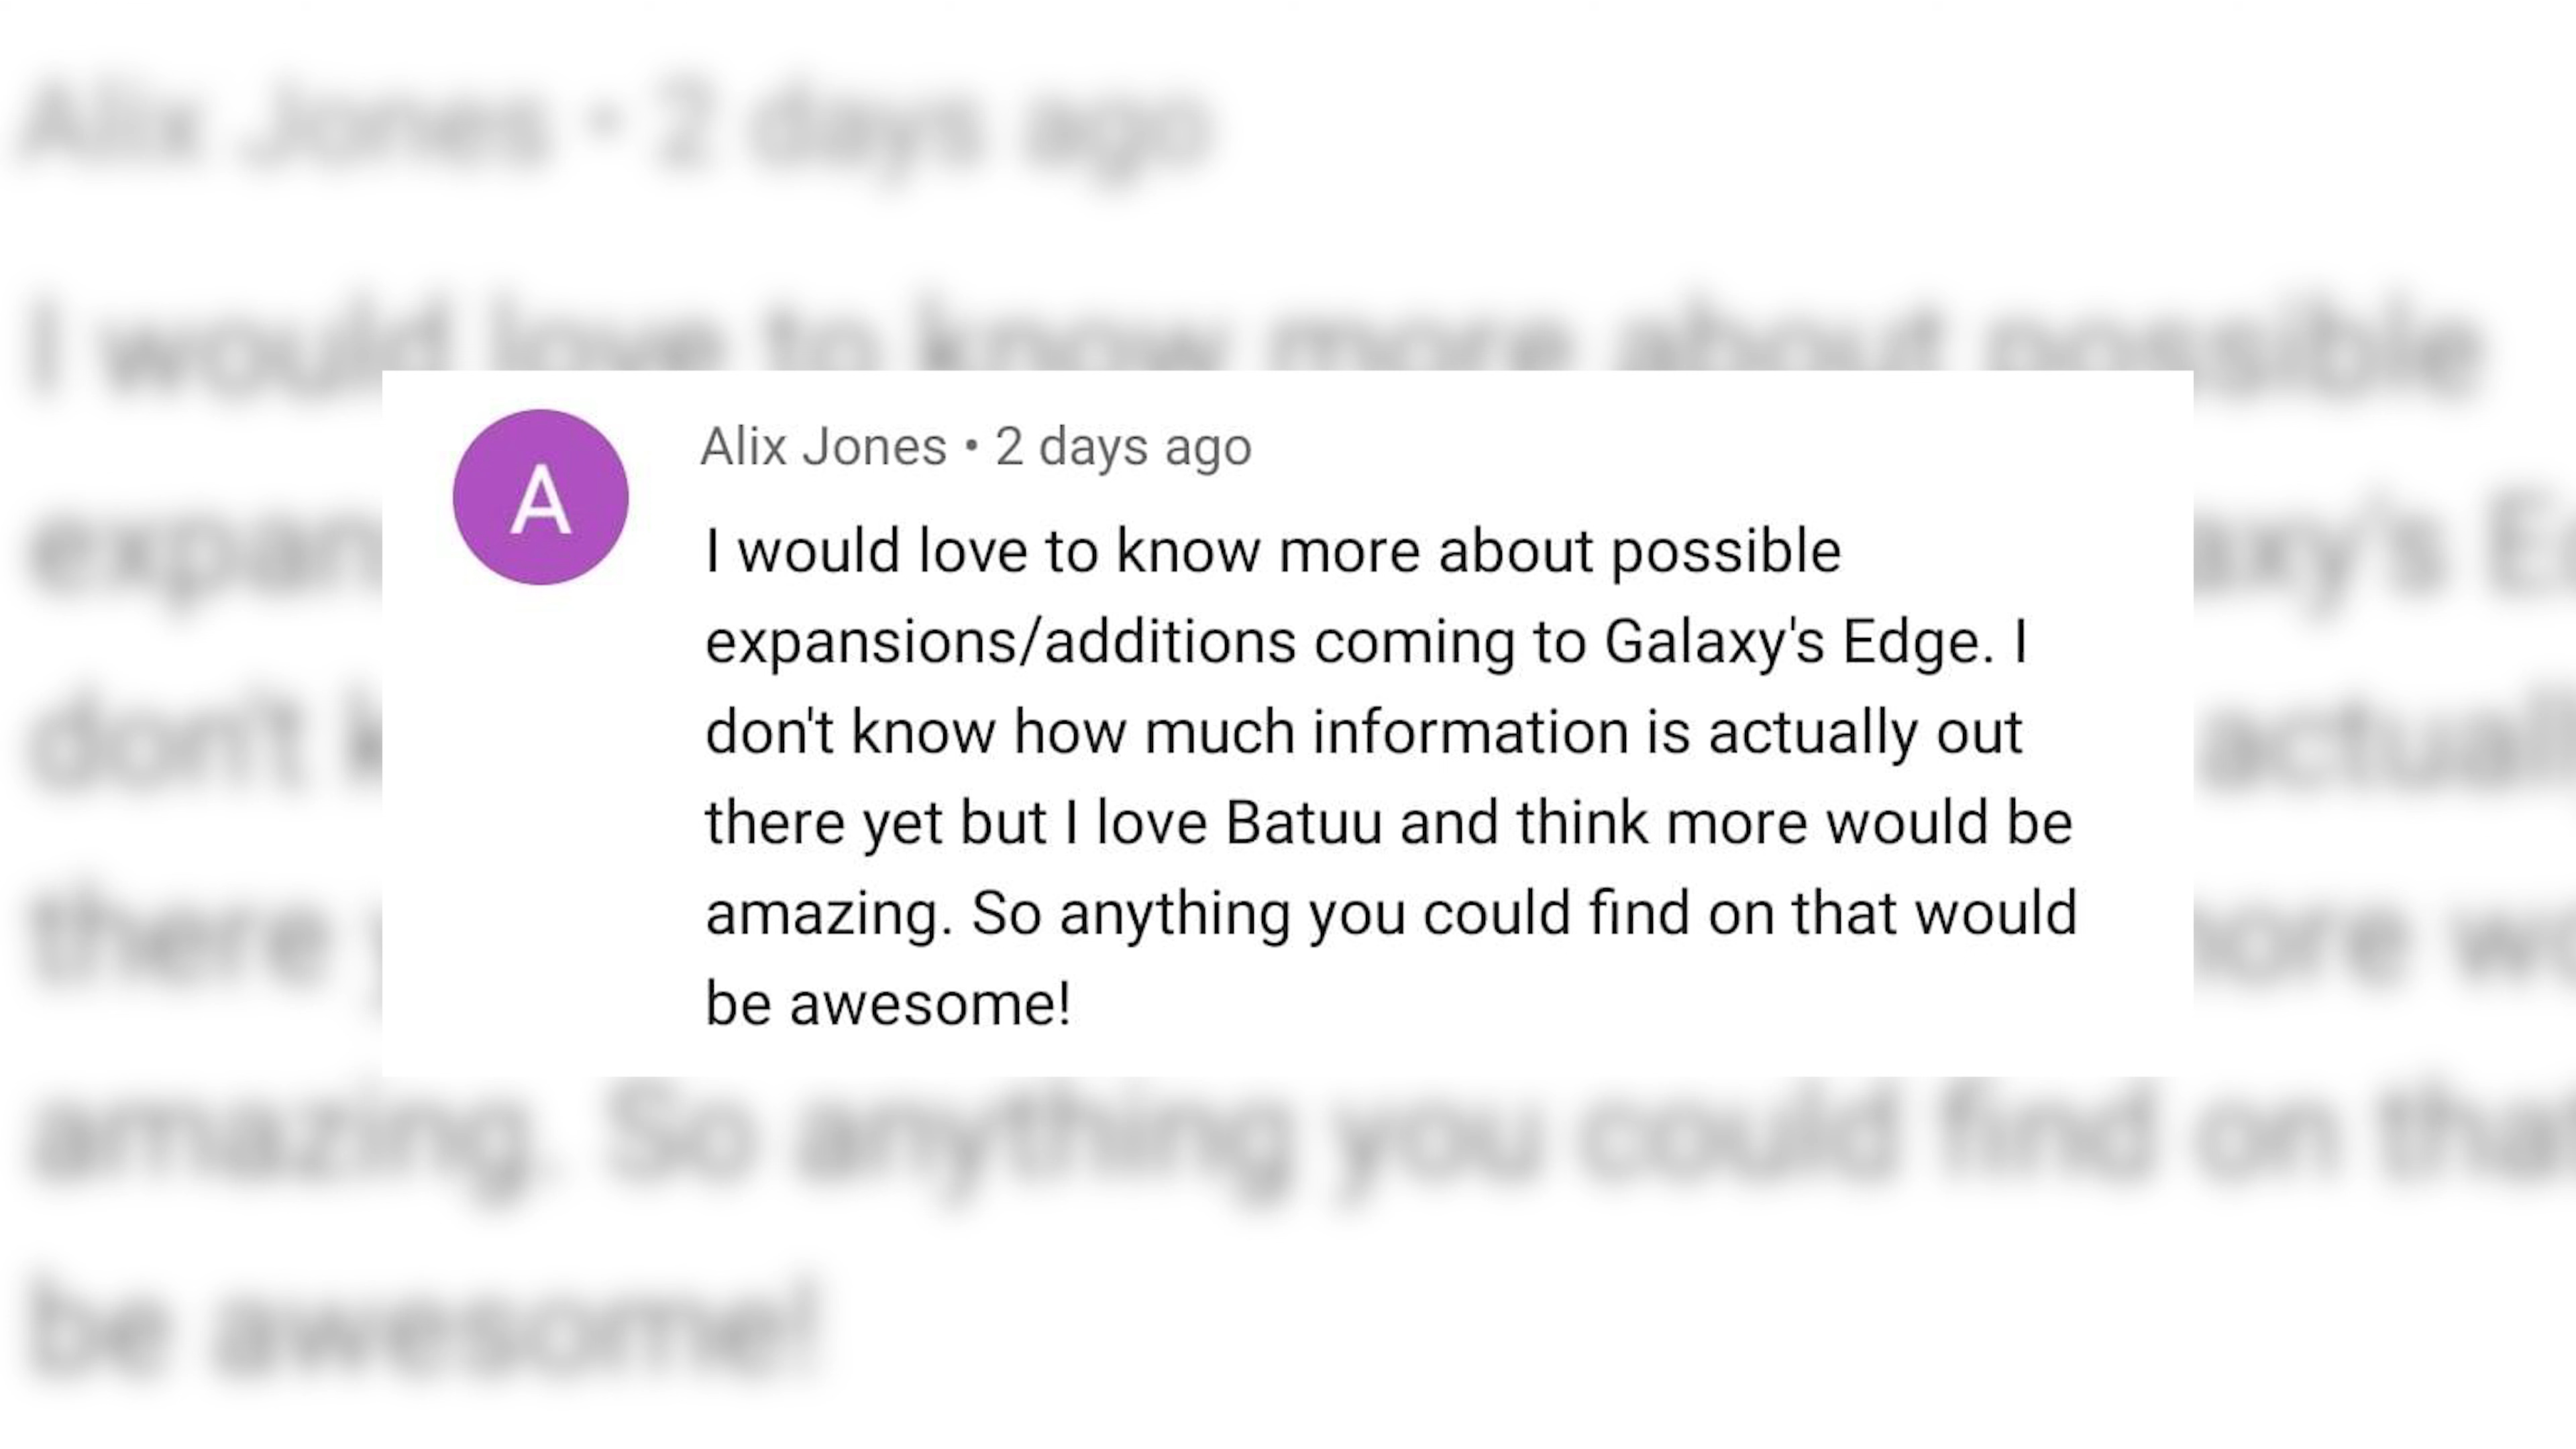 Alix Jones • 2 days ago
I would love to know more about possible
expansions/additions coming to Galaxy's Edge. I
don't know how much information is actually out
there yet but I love Batuu and think more would be
amazing. So anything you could find on that would
be awesome!
A